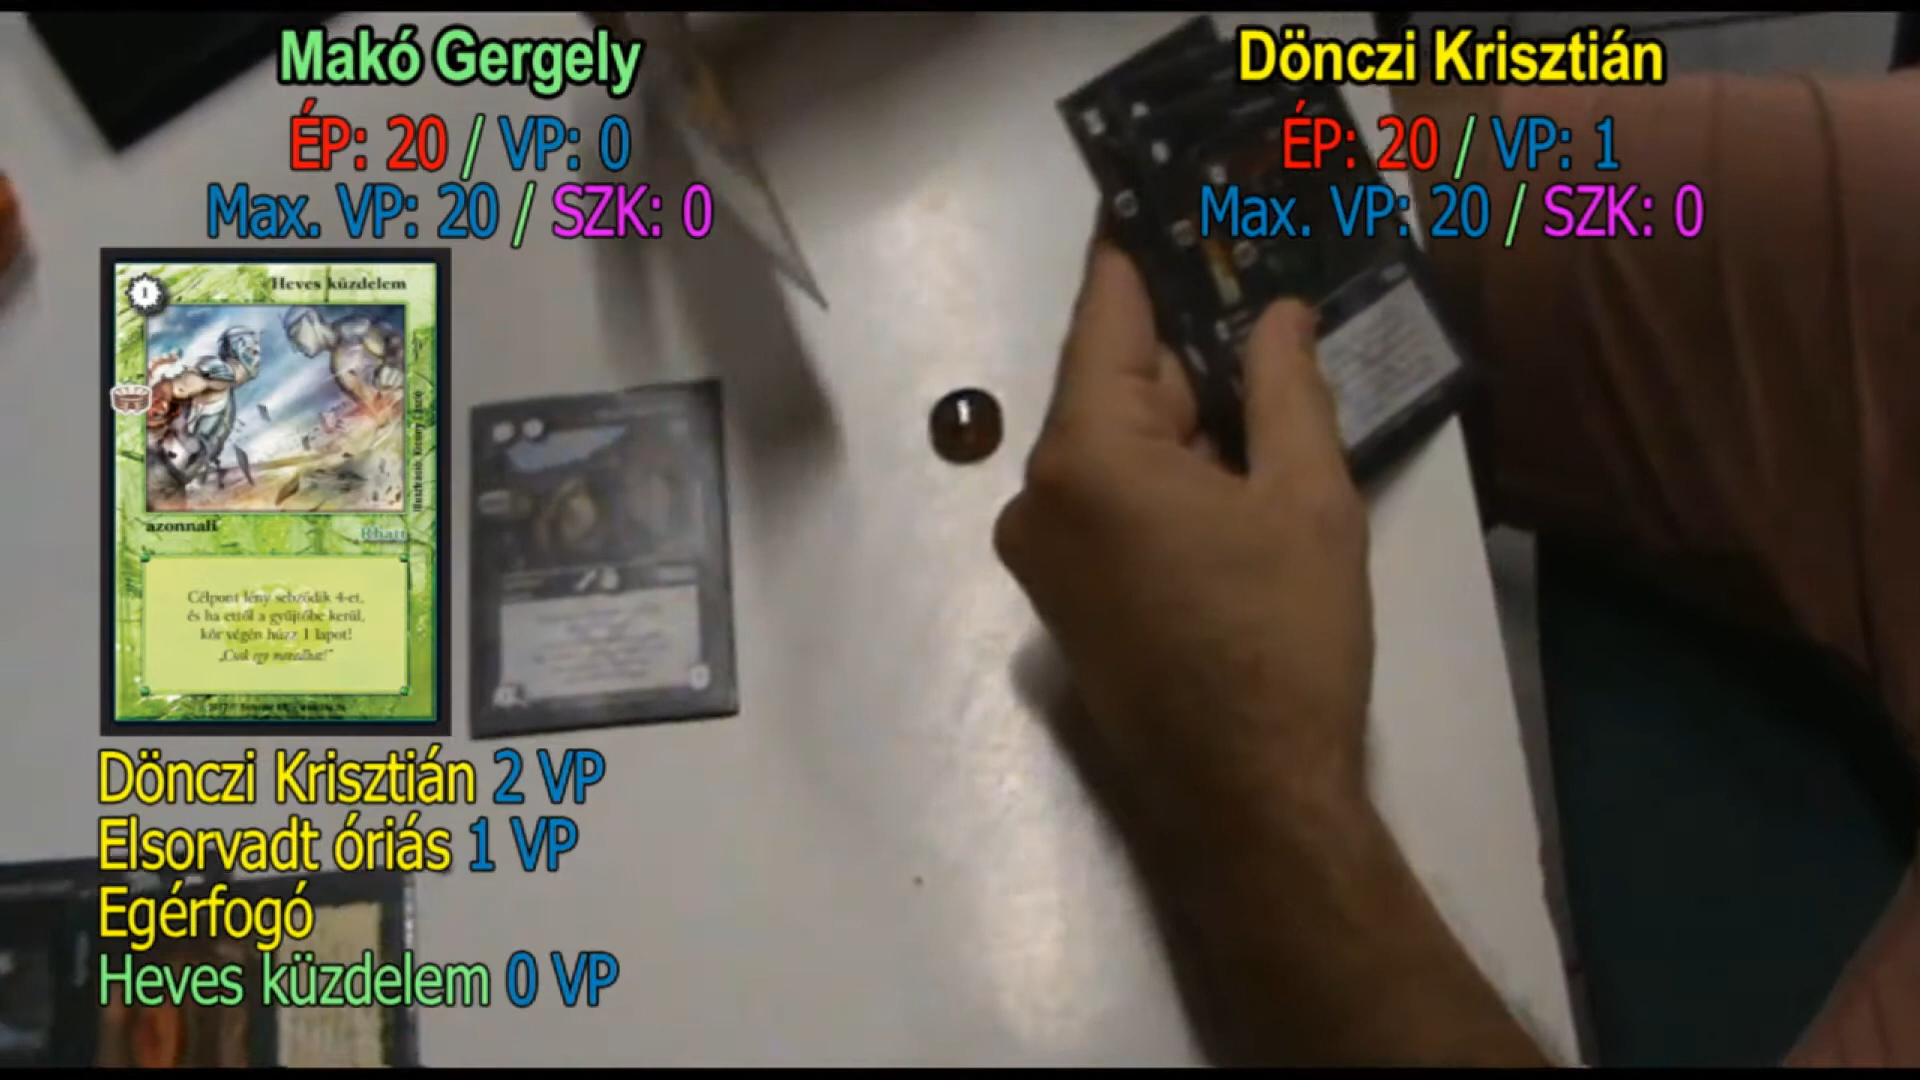 Makó Gergely
ÉP: 20 / VP: 0
Max. VP: 20 / SZK: 0
Dönczi Krisztián
ÉP: 20 / VP: 1
Max. VP: 20 / SZK: 0
1
Heves küzdelem
azonnali
Rhatt
Célpont lény sebződik 4-et,
és ha ettől a gyűjtőbe kerül,
kör végén húzz 1 lapot!
Dönczi Krisztián 2 VP
Elsorvadt óriás 1 VP
Egérfogó
Heves küzdelem 0 VP